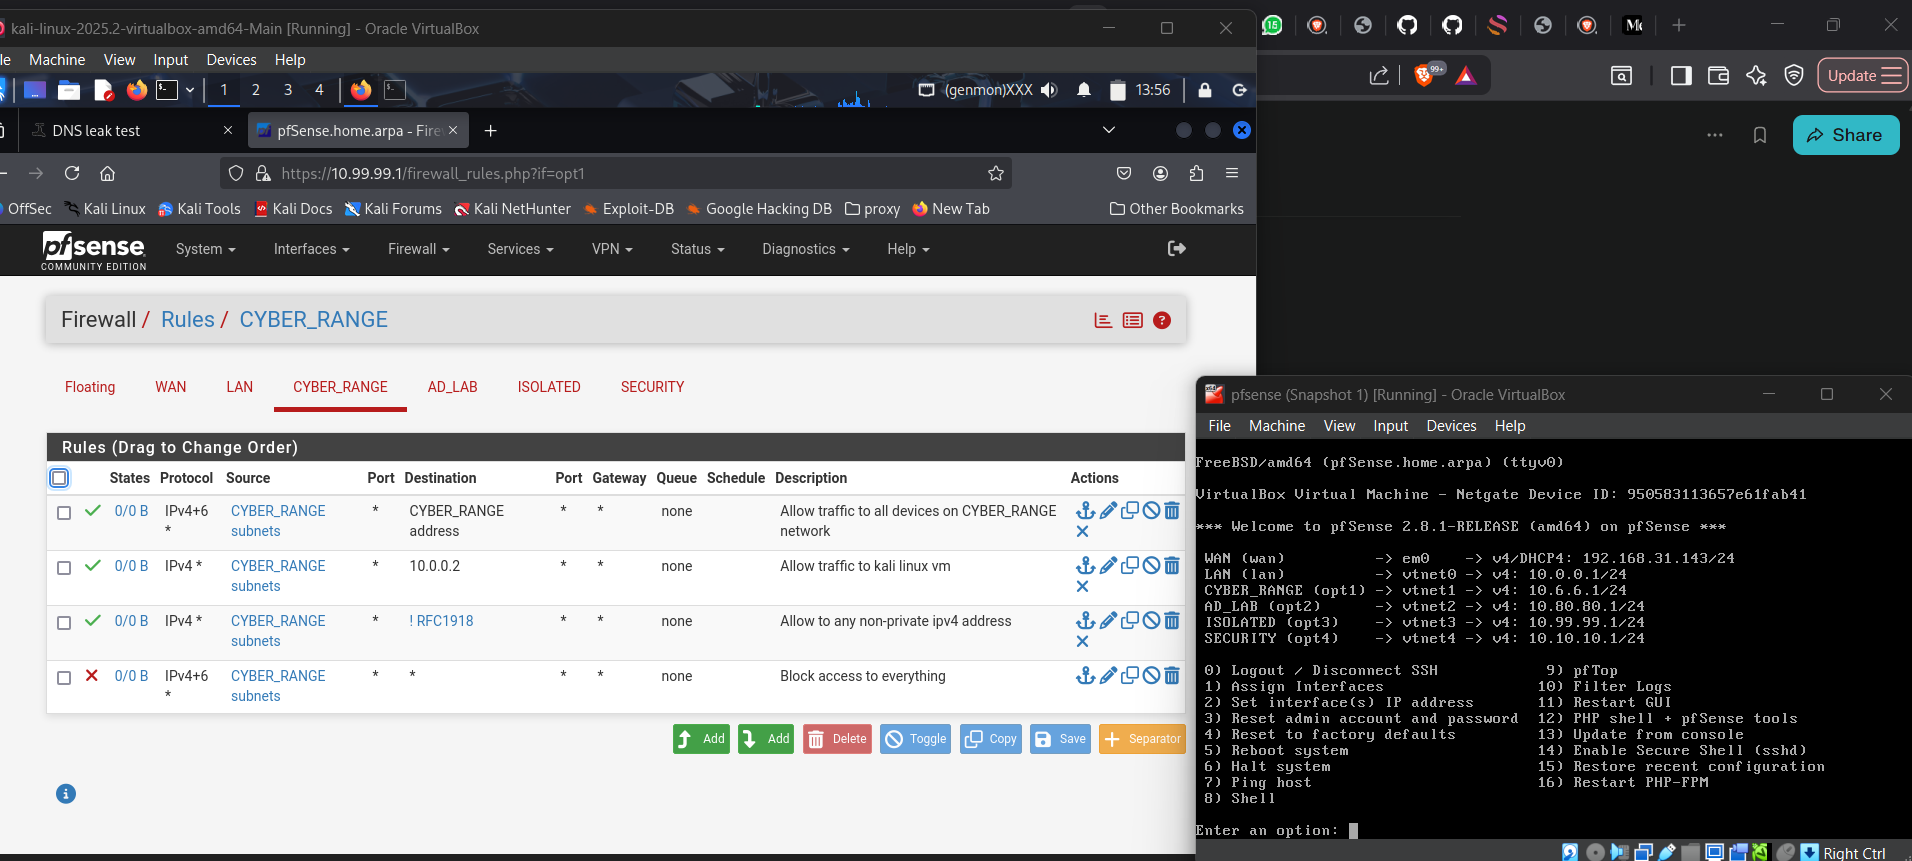 kali-linux-2025.2-virtualbox-amd64-Main [Running] - Oracle VirtualBox
le Machine View Input Devices Help
1 2 3 4 (genmon)XXX 13:56
DNS leak test
pfSense.home.arpa - Fire
https://10.99.99.1/firewall_rules.php?if=opt1
OffSec Kali Linux Kali Tools Kali Docs Kali Forums Kali NetHunter Exploit-DB Google Hacking DB proxy New Tab Other Bookmarks
pfsense
COMMUNITY EDITION
System Interfaces Firewall Services VPN Status Diagnostics Help
Firewall / Rules / CYBER_RANGE
Floating WAN LAN CYBER_RANGE AD_LAB ISOLATED SECURITY
Rules (Drag to Change Order)
States Protocol Source Port Destination Port Gateway Queue Schedule Description Actions
0/0 B IPv4+6 * CYBER_RANGE subnets * CYBER_RANGE address * * none Allow traffic to all devices on CYBER_RANGE network
0/0 B IPv4 * CYBER_RANGE subnets * 10.0.0.2 * * none Allow traffic to kali linux vm
0/0 B IPv4 * CYBER_RANGE subnets * ! RFC1918 * * none Allow to any non-private ipv4 address
0/0 B IPv4+6 * CYBER_RANGE subnets * * * * none Block access to everything
Add Add Delete Toggle Copy Save Separator
15
99+
Update
Share
pfsense (Snapshot 1) [Running] - Oracle VirtualBox
File Machine View Input Devices Help
FreeBSD/amd64 (pfSense.home.arpa) (ttyv0)
VirtualBox Virtual Machine - Netgate Device ID: 950583113657e61fab41
*** Welcome to pfSense 2.8.1-RELEASE (amd64) on pfSense ***
WAN (wan) -> em0 -> v4/DHCP4: 192.168.31.143/24
LAN (lan) -> vtnet0 -> v4: 10.0.0.1/24
CYBER_RANGE (opt1) -> vtnet1 -> v4: 10.6.6.1/24
AD_LAB (opt2) -> vtnet2 -> v4: 10.80.80.1/24
ISOLATED (opt3) -> vtnet3 -> v4: 10.99.99.1/24
SECURITY (opt4) -> vtnet4 -> v4: 10.10.10.1/24
0) Logout / Disconnect SSH 9) pfTop
1) Assign Interfaces 10) Filter Logs
2) Set interface(s) IP address 11) Restart GUI
3) Reset admin account and password 12) PHP shell + pfSense tools
4) Reset to factory defaults 13) Update from console
5) Reboot system 14) Enable Secure Shell (sshd)
6) Halt system 15) Restore recent configuration
7) Ping host 16) Restart PHP-FPM
8) Shell
Enter an option:
Right Ctrl